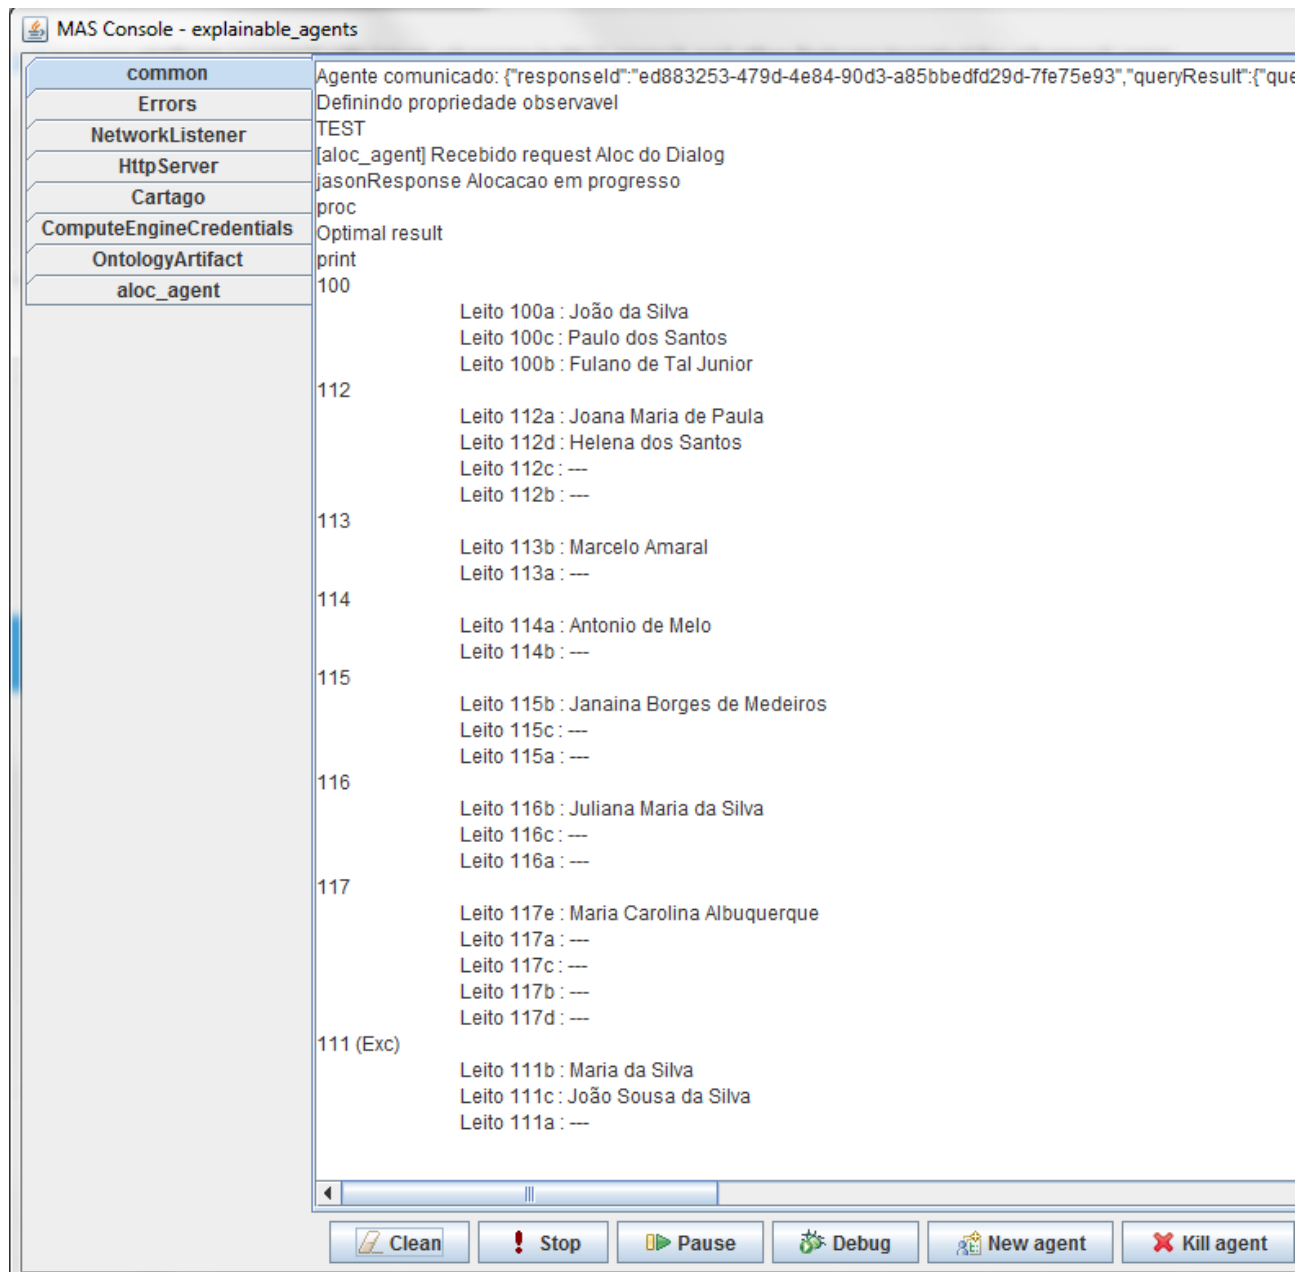 MAS Console - explainable_agents
common
Errors
NetworkListener
HttpServer
Cartago
ComputeEngineCredentials
OntologyArtifact
aloc_agent
Agente comunicado: {"responseId":"ed883253-479d-4e84-90d3-a85bbedfd29d-7fe75e93","queryResult":{"que
Definindo propriedade observavel
TEST
[aloc_agent] Recebido request Aloc do Dialog
jasonResponse Alocacao em progresso
proc
Optimal result
print
100
Leito 100a : João da Silva
Leito 100c : Paulo dos Santos
Leito 100b : Fulano de Tal Junior
112
Leito 112a : Joana Maria de Paula
Leito 112d : Helena dos Santos
Leito 112c : ---
Leito 112b : ---
113
Leito 113b : Marcelo Amaral
Leito 113a : ---
114
Leito 114a : Antonio de Melo
Leito 114b : ---
115
Leito 115b : Janaina Borges de Medeiros
Leito 115c : ---
Leito 115a : ---
116
Leito 116b : Juliana Maria da Silva
Leito 116c : ---
Leito 116a : ---
117
Leito 117e : Maria Carolina Albuquerque
Leito 117a : ---
Leito 117c : ---
Leito 117b : ---
Leito 117d : ---
111 (Exc)
Leito 111b : Maria da Silva
Leito 111c : João Sousa da Silva
Leito 111a : ---
Clean Stop Pause Debug New agent Kill agent